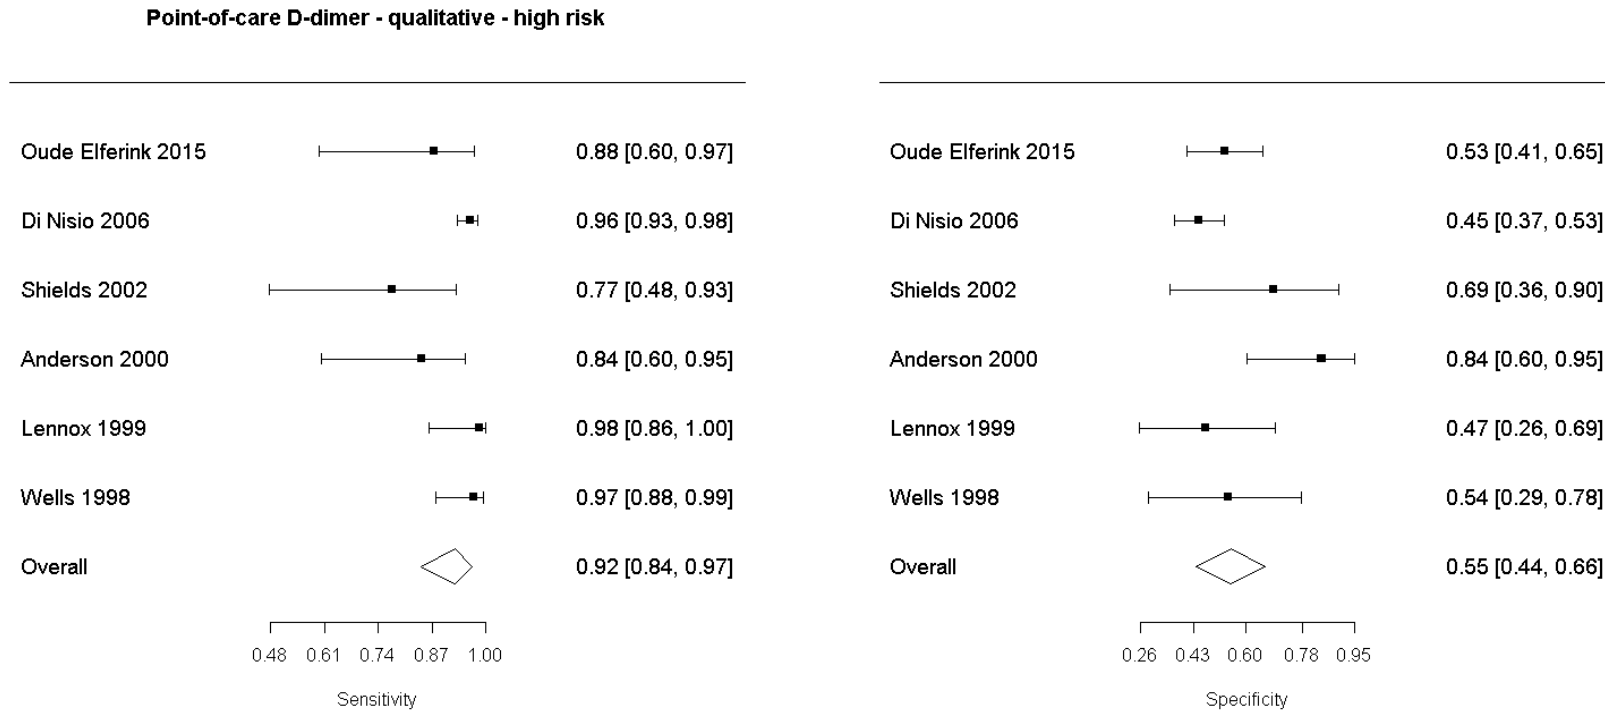 Point-of-care D-dimer - qualitative - high risk
Oude Elferink 2015 0.88 [0.60, 0.97]
Di Nisio 2006 0.96 [0.93, 0.98]
Shields 2002 0.77 [0.48, 0.93]
Anderson 2000 0.84 [0.60, 0.95]
Lennox 1999 0.98 [0.86, 1.00]
Wells 1998 0.97 [0.88, 0.99]
Overall 0.92 [0.84, 0.97]
0.48 0.61 0.74 0.87 1.00
Sensitivity
Oude Elferink 2015 0.53 [0.41, 0.65]
Di Nisio 2006 0.45 [0.37, 0.53]
Shields 2002 0.69 [0.36, 0.90]
Anderson 2000 0.84 [0.60, 0.95]
Lennox 1999 0.47 [0.26, 0.69]
Wells 1998 0.54 [0.29, 0.78]
Overall 0.55 [0.44, 0.66]
0.26 0.43 0.60 0.78 0.95
Specificity